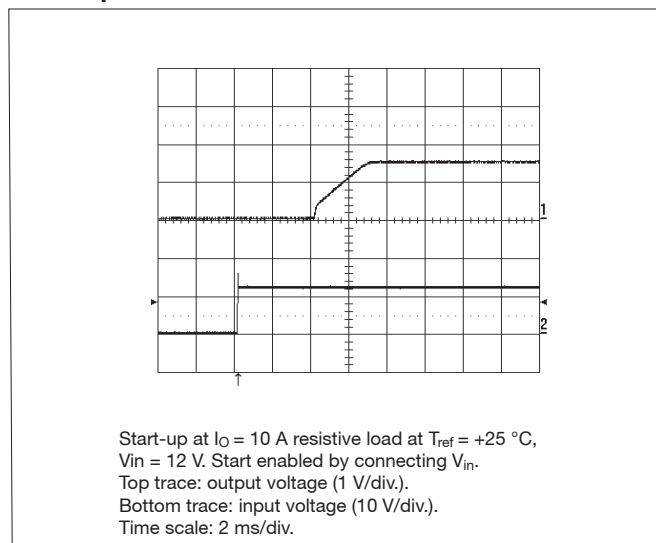 1
2
Start-up at IO = 10 A resistive load at Tref = +25 °C,
Vin = 12 V. Start enabled by connecting Vin.
Top trace: output voltage (1 V/div.).
Bottom trace: input voltage (10 V/div.).
Time scale: 2 ms/div.